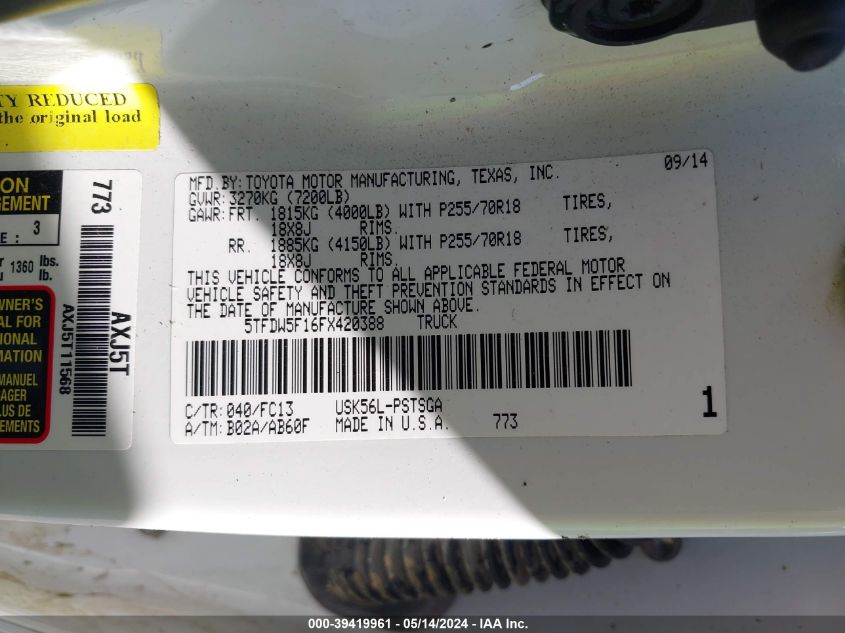 TY REDUCED
the original load
ION
GEMENT
E : 3
1360 lbs.
lb.
OWNER'S
AL FOR
IONAL
MATION
MANUEL
AGER
LUS DE
EMENTS
773
AXJ5T11568
AXJ5T
MFD.BY:TOYOTA MOTOR MANUFACTURING, TEXAS, INC. 09/14
GVWR:3270KG (7200LB)
GAWR:FRT. 1815KG (4000LB) WITH P255/70R18 TIRES,
18X8J RIMS.
RR. 1885KG (4150LB) WITH P255/70R18 TIRES,
18X8J RIMS.
THIS VEHICLE CONFORMS TO ALL APPLICABLE FEDERAL MOTOR
VEHICLE SAFETY AND THEFT PREVENTION STANDARDS IN EFFECT ON
THE DATE OF MANUFACTURE SHOWN ABOVE.
5TFDW5F16FX420388 TRUCK
C/TR:040/FC13 USK56L-PSTSGA
A/TM:B02A/AB60F MADE IN U.S.A. 773 1
000-39419961 - 05/14/2024 - IAA Inc.